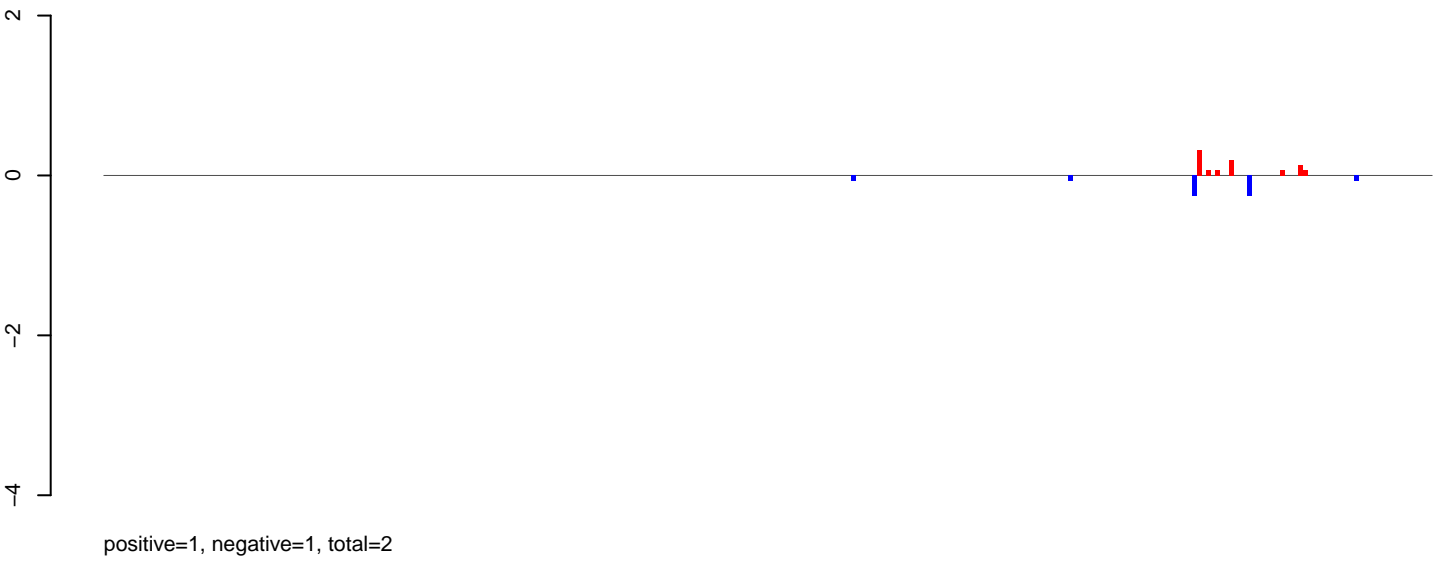 2
0
−2
−4
positive=1, negative=1, total=2